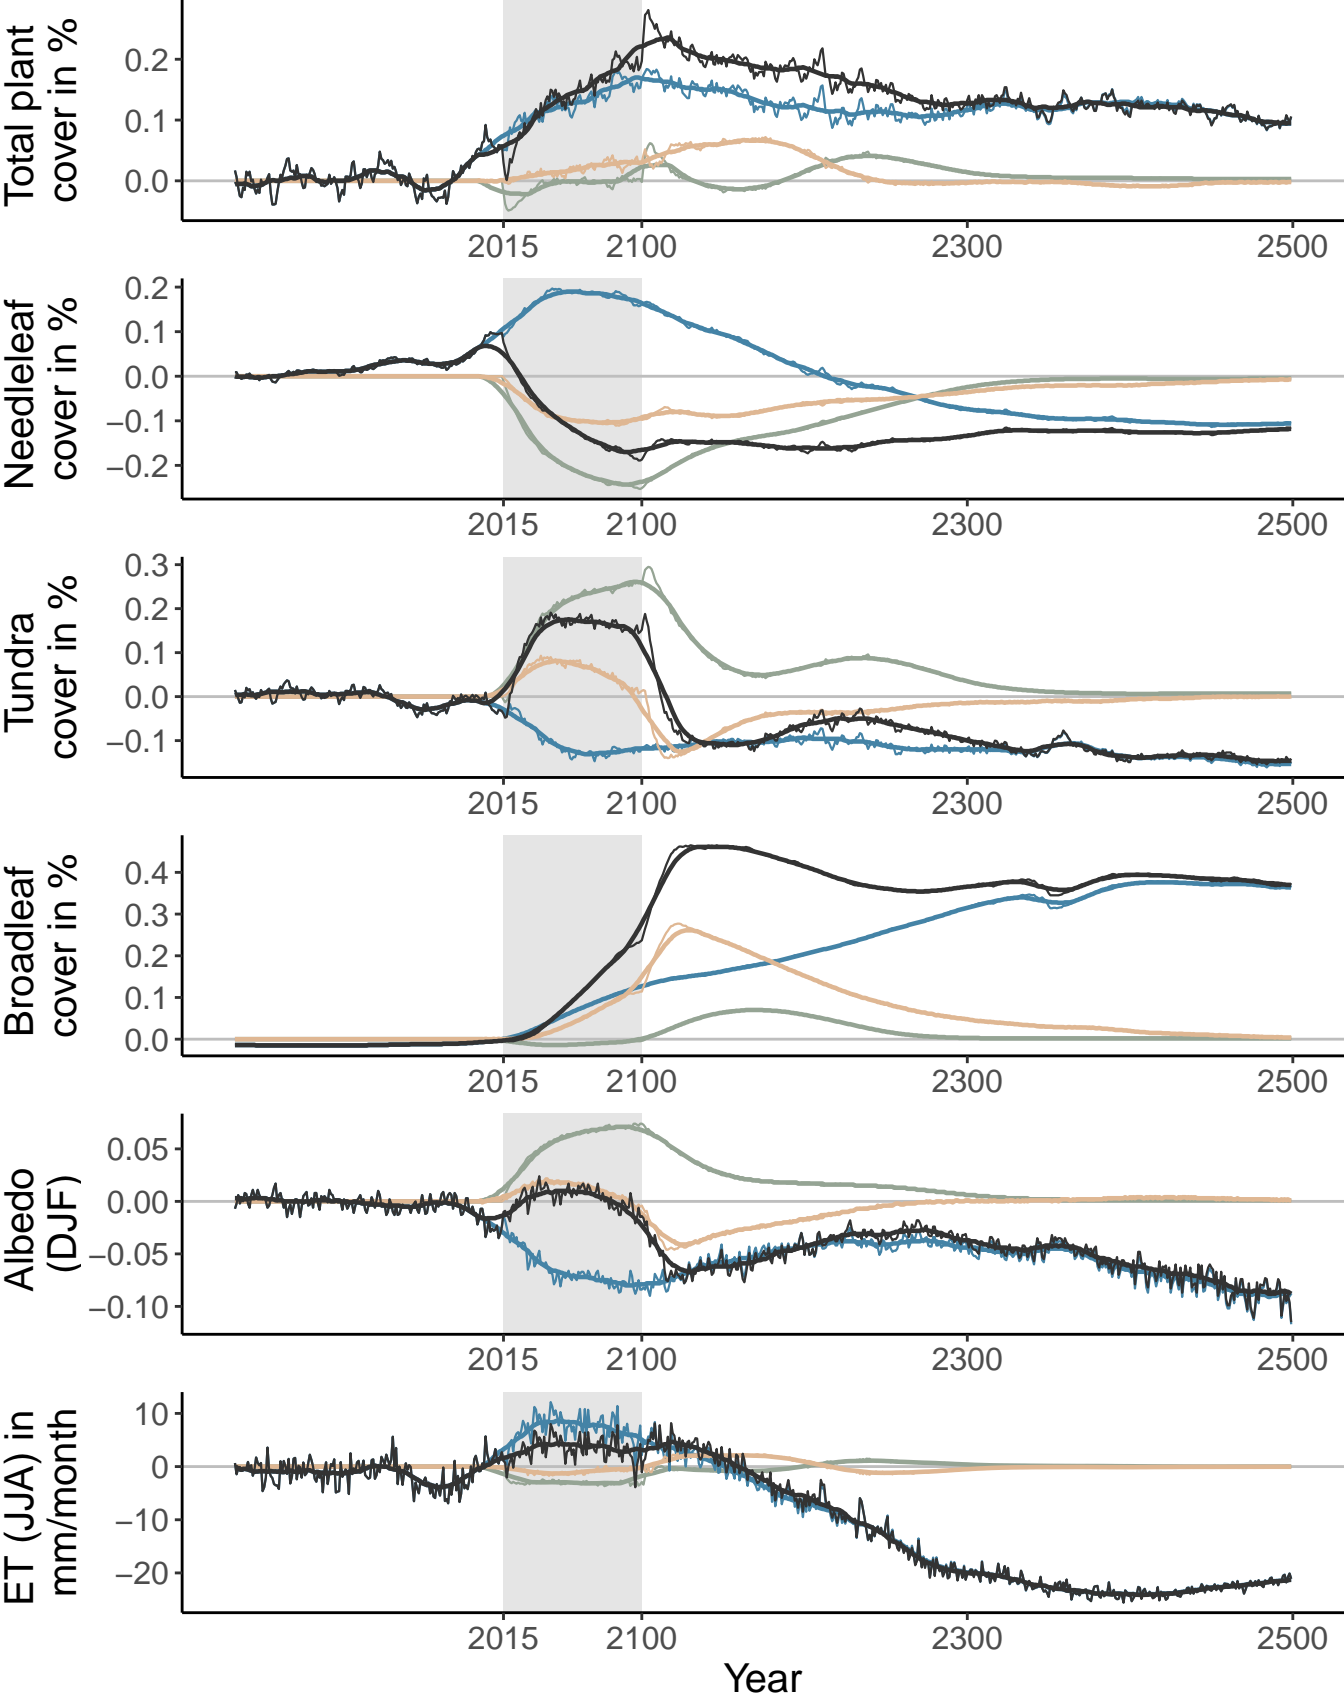 Total plant
cover in %
0.2
0.1
0.0
2015 2100 2300 2500
Needleleaf
cover in %
0.2
0.1
0.0
−0.1
−0.2
2015 2100 2300 2500
Tundra
cover in %
0.3
0.2
0.1
0.0
−0.1
2015 2100 2300 2500
Broadleaf
cover in %
0.4
0.3
0.2
0.1
0.0
2015 2100 2300 2500
Albedo
(DJF)
0.05
0.00
−0.05
−0.10
2015 2100 2300 2500
ET (JJA) in
mm/month
10
0
−10
−20
2015 2100 2300 2500
Year